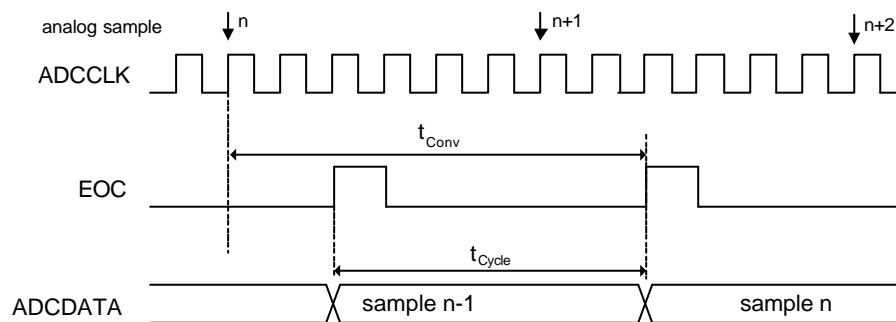 analog sample
n
n+1
n+2
ADCCLK
tConv
EOC
tCycle
ADCDATA
sample n-1
sample n